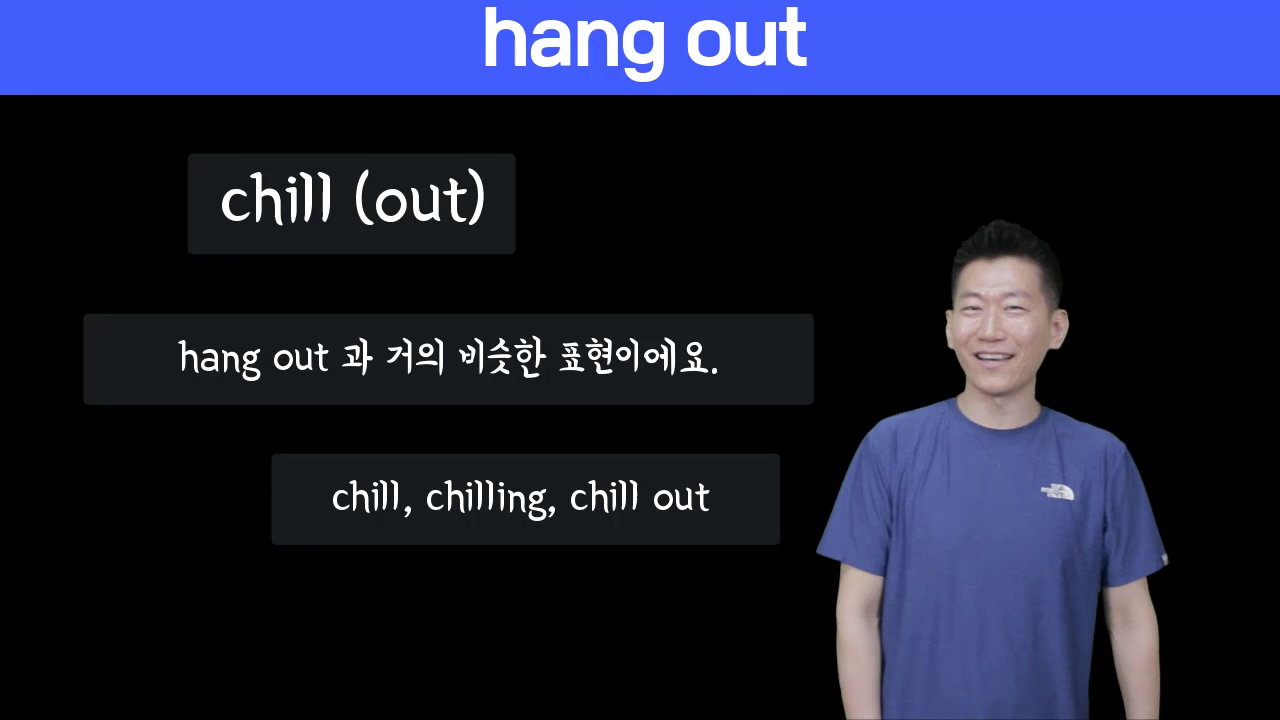 hang out
chill (out)
hang out 과 거의 비슷한 표현이에요.
chill, chilling, chill out